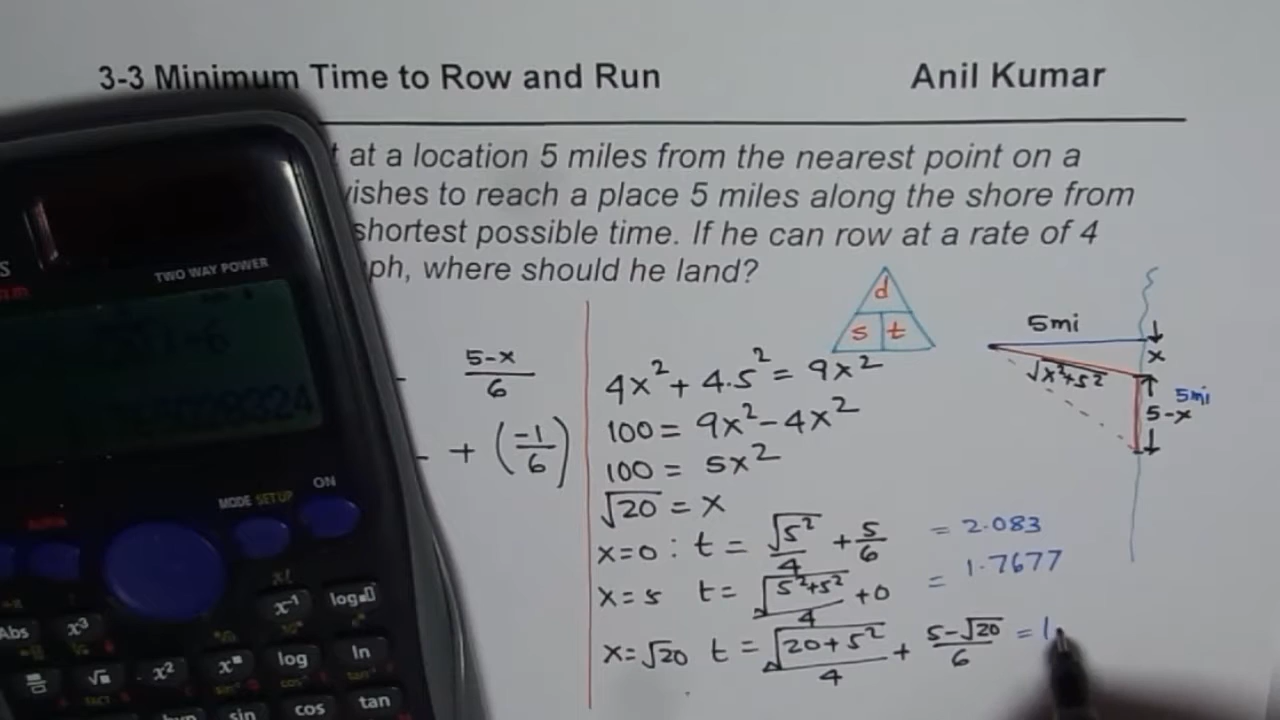 3-3 Minimum Time to Row and Run Anil Kumar
at a location 5 miles from the nearest point on a
to reach a place 5 miles along the shore from
shortest possible time. If he can row at a rate of 4
where should he land?
d
s t
5mi
x
√x²+5²
5mi
5-x
5-x
6
+ (-1/6)
4x² + 4.5² = 9x²
100 = 9x² - 4x²
100 = 5x²
√20 = x
x=0 : t = √5²/4 + 5/6 = 2.083
x=5 t = √5²+5²/4 + 0 = 1.7677
x=√20 t = √20+5²/4 + 5-√20/6 = 1.
TWO WAY POWER
MODE SETUP ON
Abs x³ x⁻¹ log
x² log ln
sin cos tan